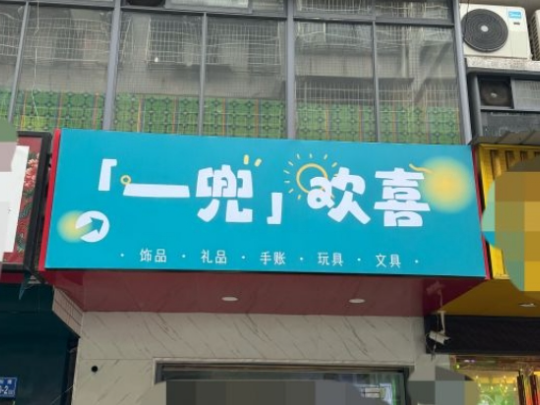 「一兜」欢喜
· 饰品 · 礼品 · 手账 · 玩具 · 文具 ·